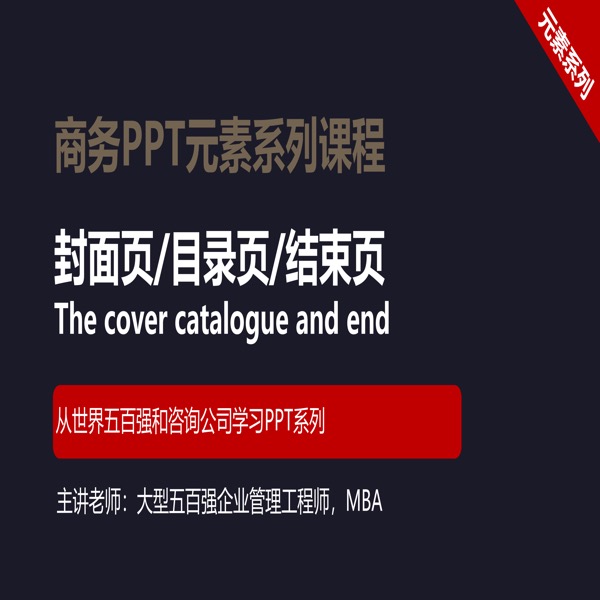 元素系列
商务PPT元素系列课程
封面页/目录页/结束页
The cover catalogue and end
从世界五百强和咨询公司学习PPT系列
主讲老师：大型五百强企业管理工程师，MBA